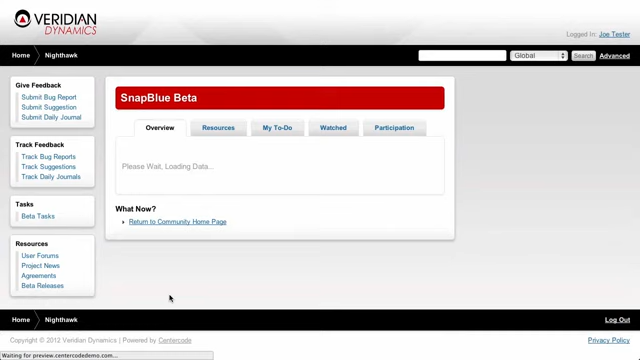 VERIDIAN
DYNAMICS
Logged In: Joe Tester
Home Nighthawk Global Search Advanced
Give Feedback
Submit Bug Report
Submit Suggestion
Submit Daily Journal
Track Feedback
Track Bug Reports
Track Suggestions
Track Daily Journals
Tasks
Beta Tasks
Resources
User Forums
Project News
Agreements
Beta Releases
SnapBlue Beta
Overview Resources My To-Do Watched Participation
Please Wait, Loading Data...
What Now?
Return to Community Home Page
Home Nighthawk Log Out
Copyright © 2012 Veridian Dynamics | Powered by Centercode Privacy Policy
Waiting for preview.centercodedemo.com...